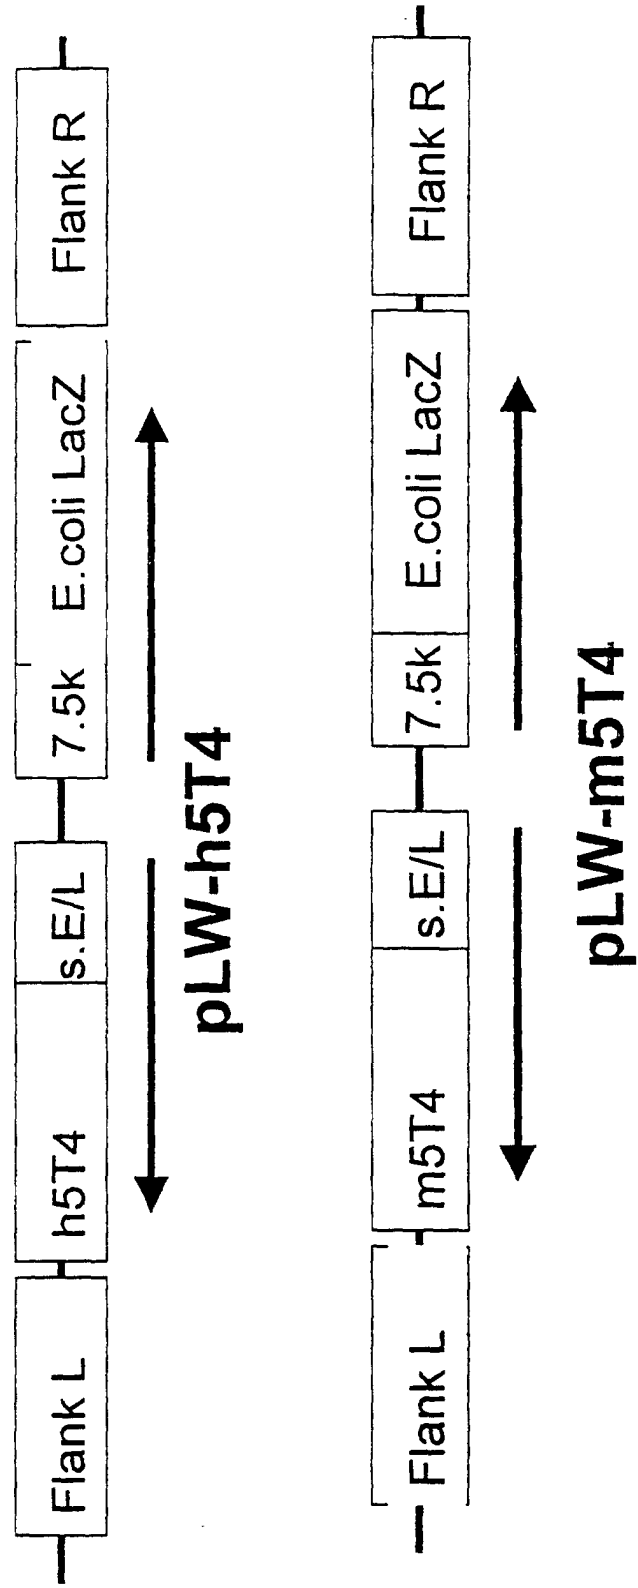 Flank L h5T4 s.E/L 7.5k E.coli LacZ Flank R
pLW-h5T4
Flank L m5T4 s.E/L 7.5k E.coli LacZ Flank R
pLW-m5T4